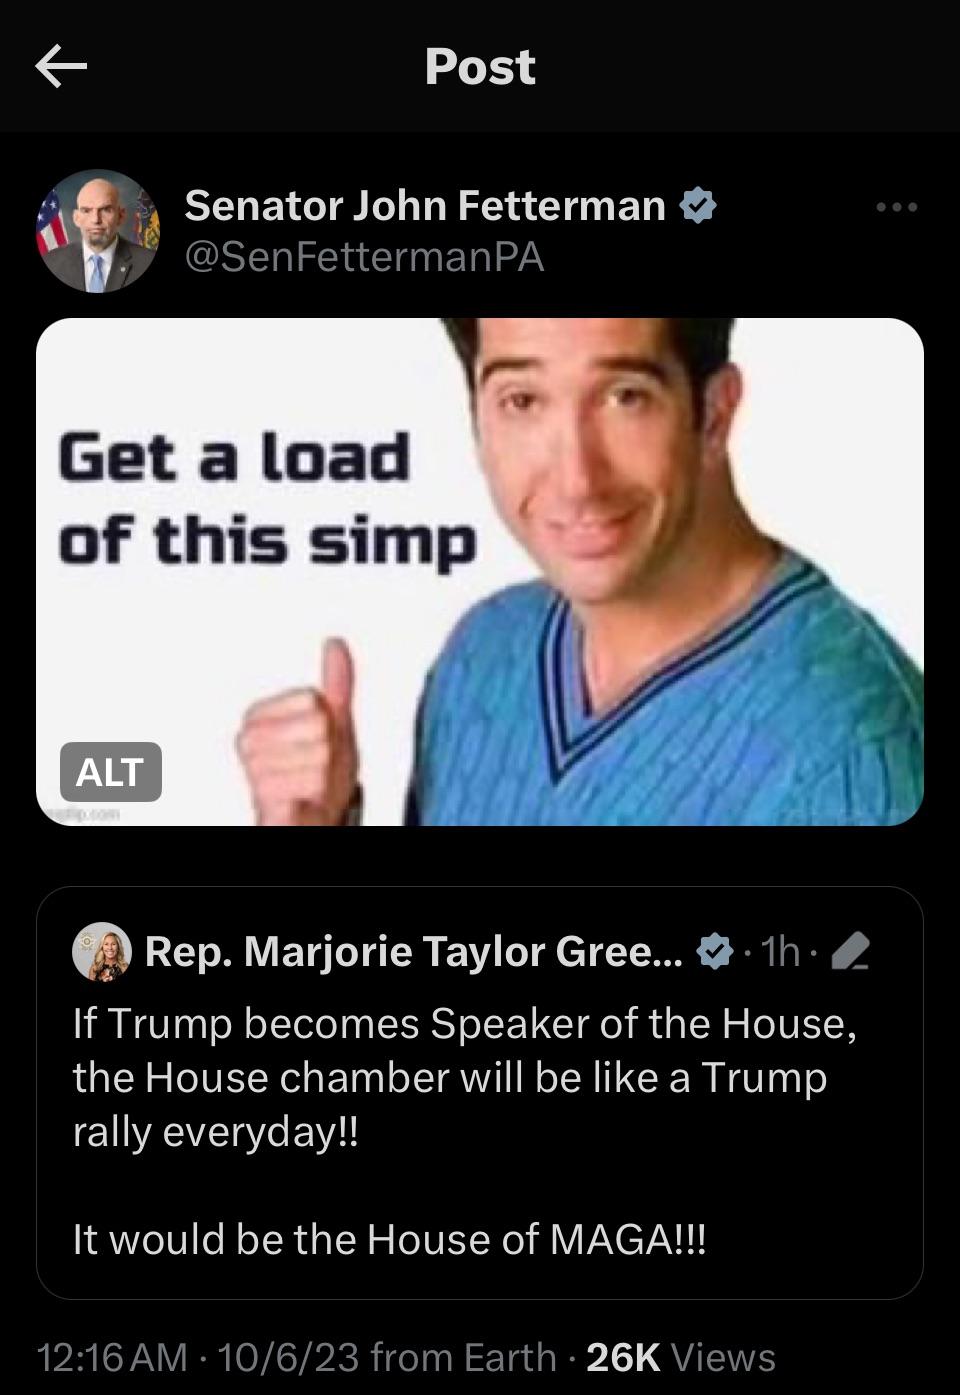 Post
Senator John Fetterman
@SenFettermanPA
Get a load
of this simp
ALT
Rep. Marjorie Taylor Gree... · 1h ·
If Trump becomes Speaker of the House,
the House chamber will be like a Trump
rally everyday!!
It would be the House of MAGA!!!
12:16 AM · 10/6/23 from Earth · 26K Views